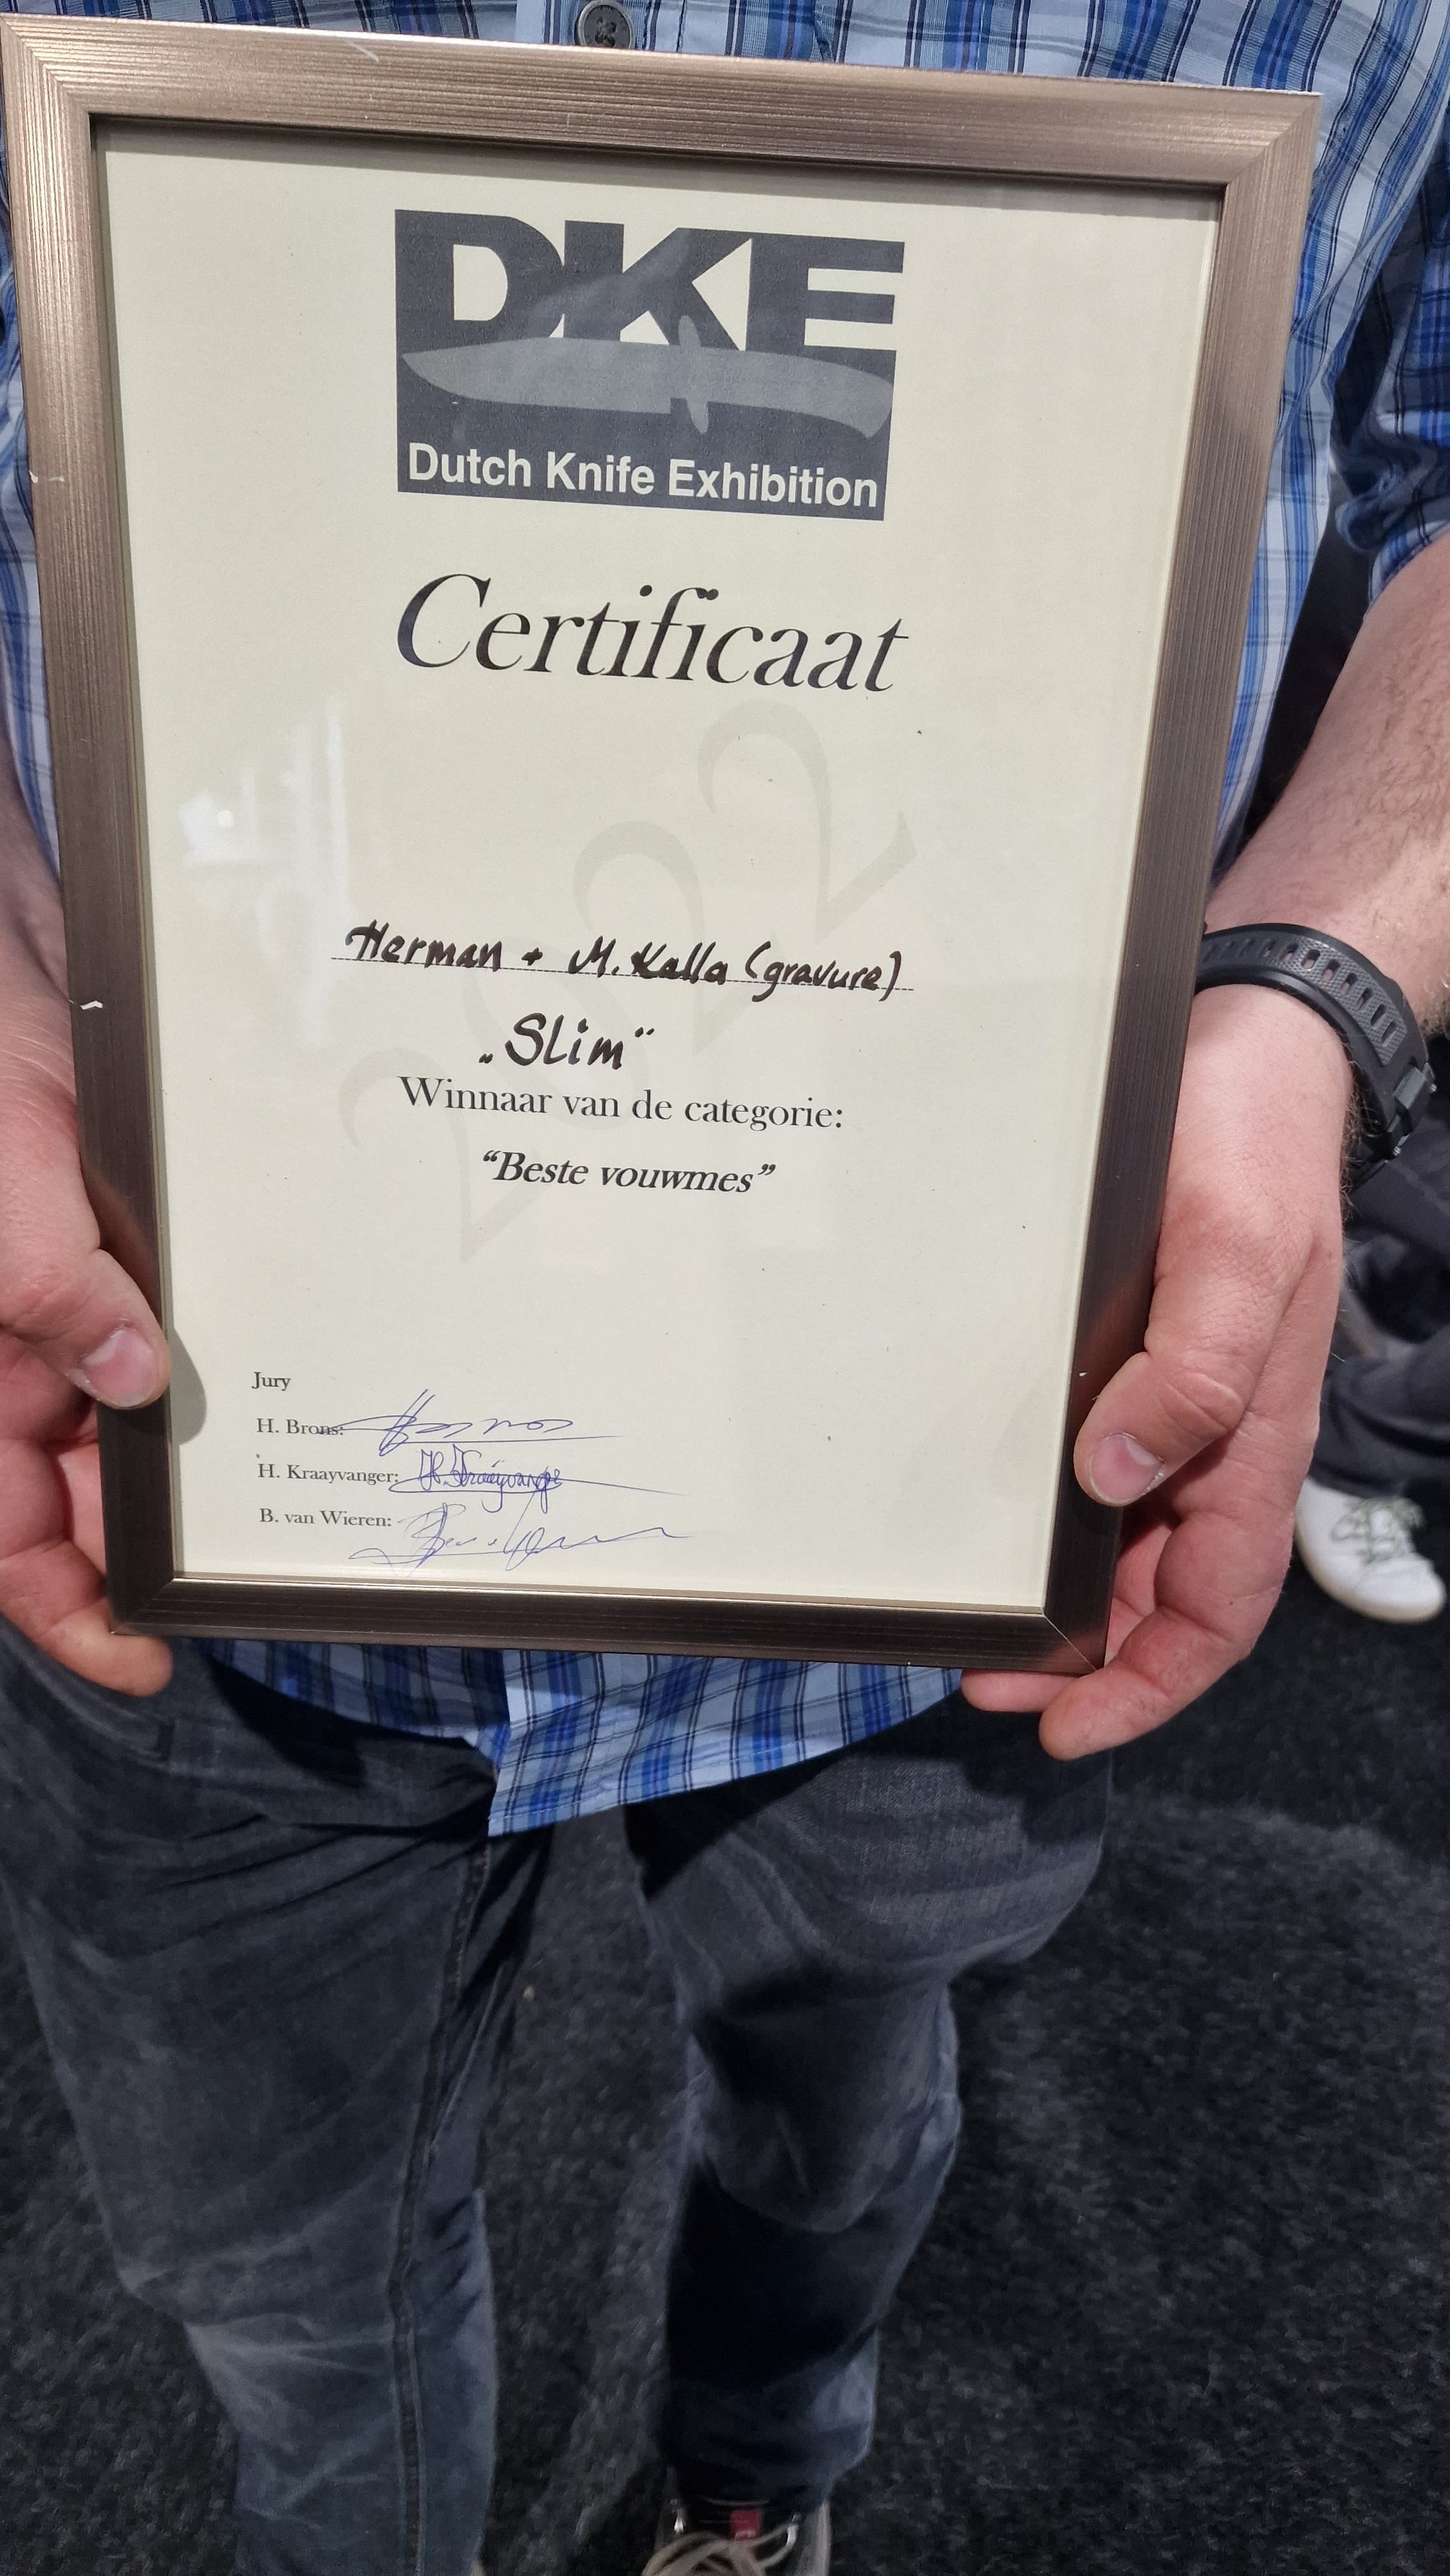 DKE
Dutch Knife Exhibition
Certificaat
2022
Herman + M. Kalla (gravure)
„Slim“
Winnaar van de categorie:
“Beste vouwmes”
Jury
H. Brons:
H. Kraayvanger: H. Kraayvanger
B. van Wieren: